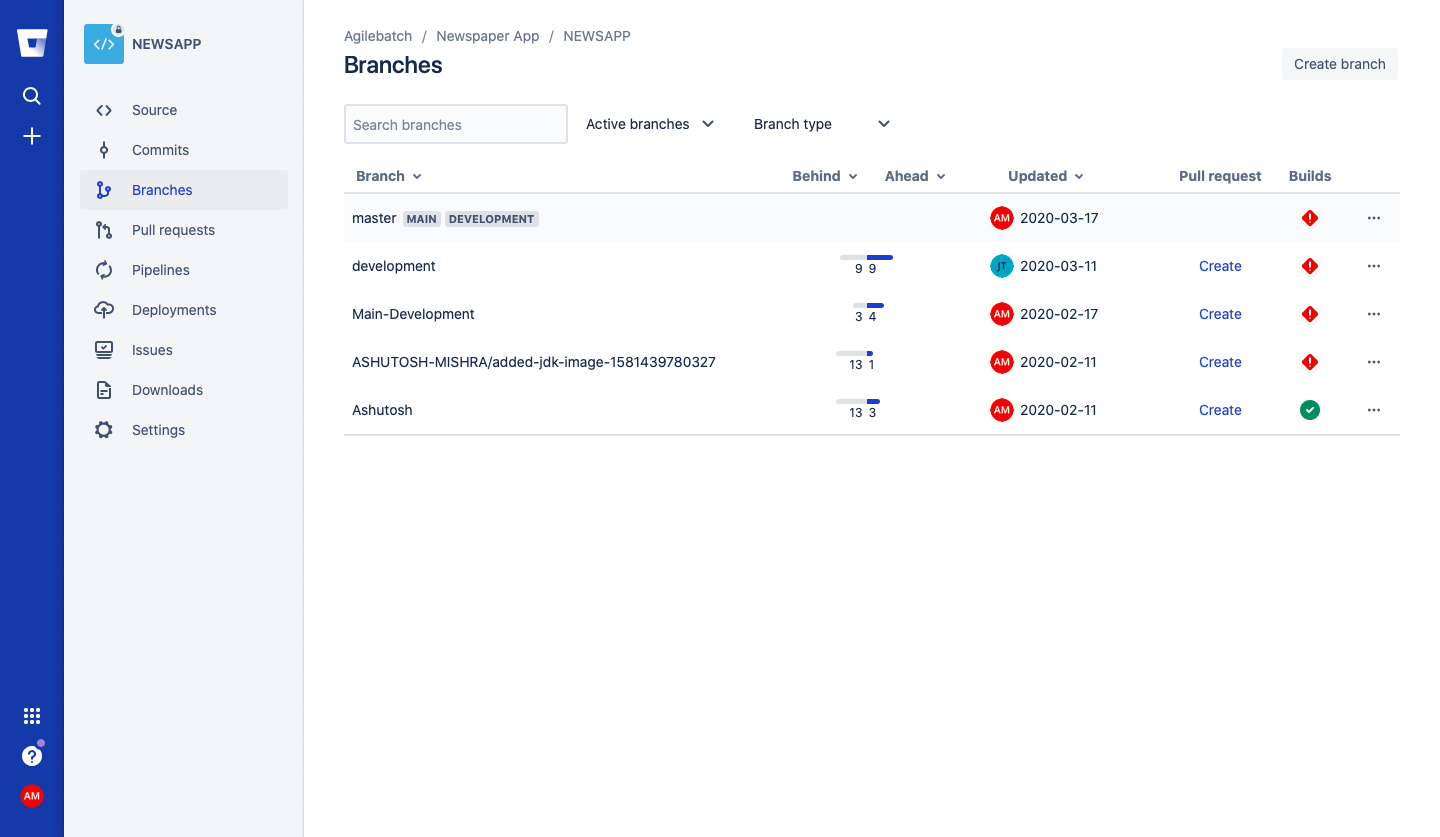 NEWSAPP
Source
Commits
Branches
Pull requests
Pipelines
Deployments
Issues
Downloads
Settings
AM
Agilebatch / Newspaper App / NEWSAPP
Branches
Create branch
Search branches Active branches Branch type
Branch Behind Ahead Updated Pull request Builds
master MAIN DEVELOPMENT AM 2020-03-17
development 9 9 JT 2020-03-11 Create
Main-Development 3 4 AM 2020-02-17 Create
ASHUTOSH-MISHRA/added-jdk-image-1581439780327 13 1 AM 2020-02-11 Create
Ashutosh 13 3 AM 2020-02-11 Create